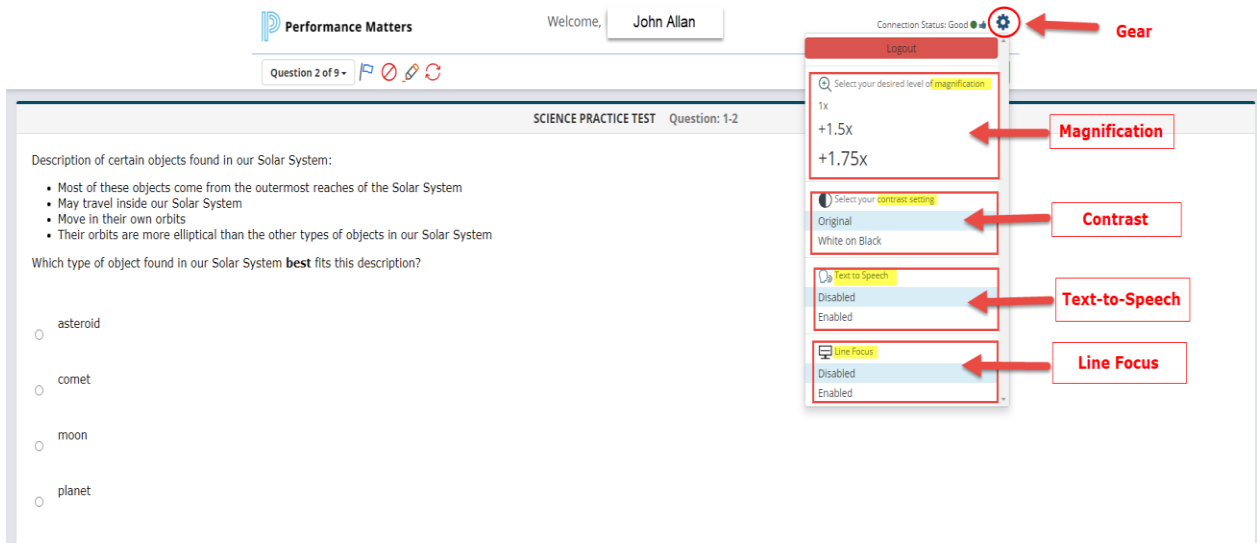 Performance Matters
Welcome, John Allan
Connection Status: Good
Gear
Logout
Question 2 of 9
Select your desired level of magnification
1x
+1.5x
+1.75x
Magnification
SCIENCE PRACTICE TEST Question: 1-2
Description of certain objects found in our Solar System:
• Most of these objects come from the outermost reaches of the Solar System
• May travel inside our Solar System
• Move in their own orbits
• Their orbits are more elliptical than the other types of objects in our Solar System
Which type of object found in our Solar System best fits this description?
Select your contrast setting
Original
White on Black
Contrast
Text to Speech
Disabled
Enabled
Text-to-Speech
Line Focus
Disabled
Enabled
Line Focus
asteroid
comet
moon
planet